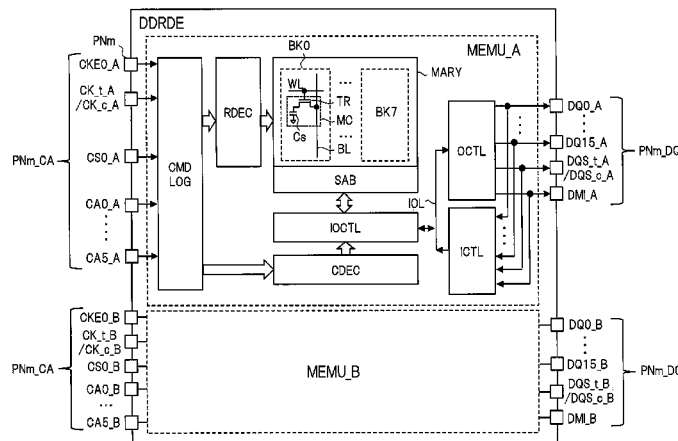 DDRDE
PNm
MEMU_A
BK0
MARY
CKE0_A
CK_t_A
/CK_c_A
CS0_A
CA0_A
CA5_A
PNm_CA
CMD
LOG
RDEC
WL
TR
MC
Cs
BL
BK7
SAB
IOCTL
CDEC
IOL
OCTL
ICTL
DQ0_A
DQ15_A
DQS_t_A
/DQS_c_A
DMI_A
PNm_DQ
CKE0_B
CK_t_B
/CK_c_B
CS0_B
CA0_B
CA5_B
PNm_CA
MEMU_B
DQ0_B
DQ15_B
DQS_t_B
/DQS_c_B
DMI_B
PNm_DQ